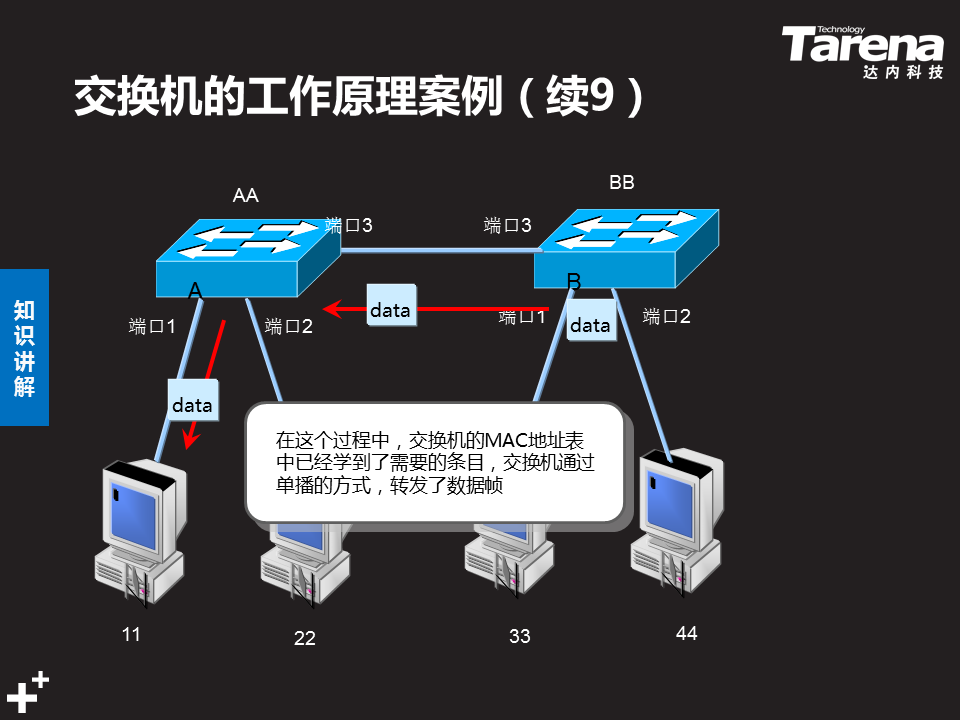 Technology
Tarena
达内科技
交换机的工作原理案例（续9）
AA
BB
端口3
端口3
A
B
端口1
端口2
data
端口1
data
端口2
知识讲解
data
在这个过程中，交换机的MAC地址表
中已经学到了需要的条目，交换机通过
单播的方式，转发了数据帧
11
22
33
44